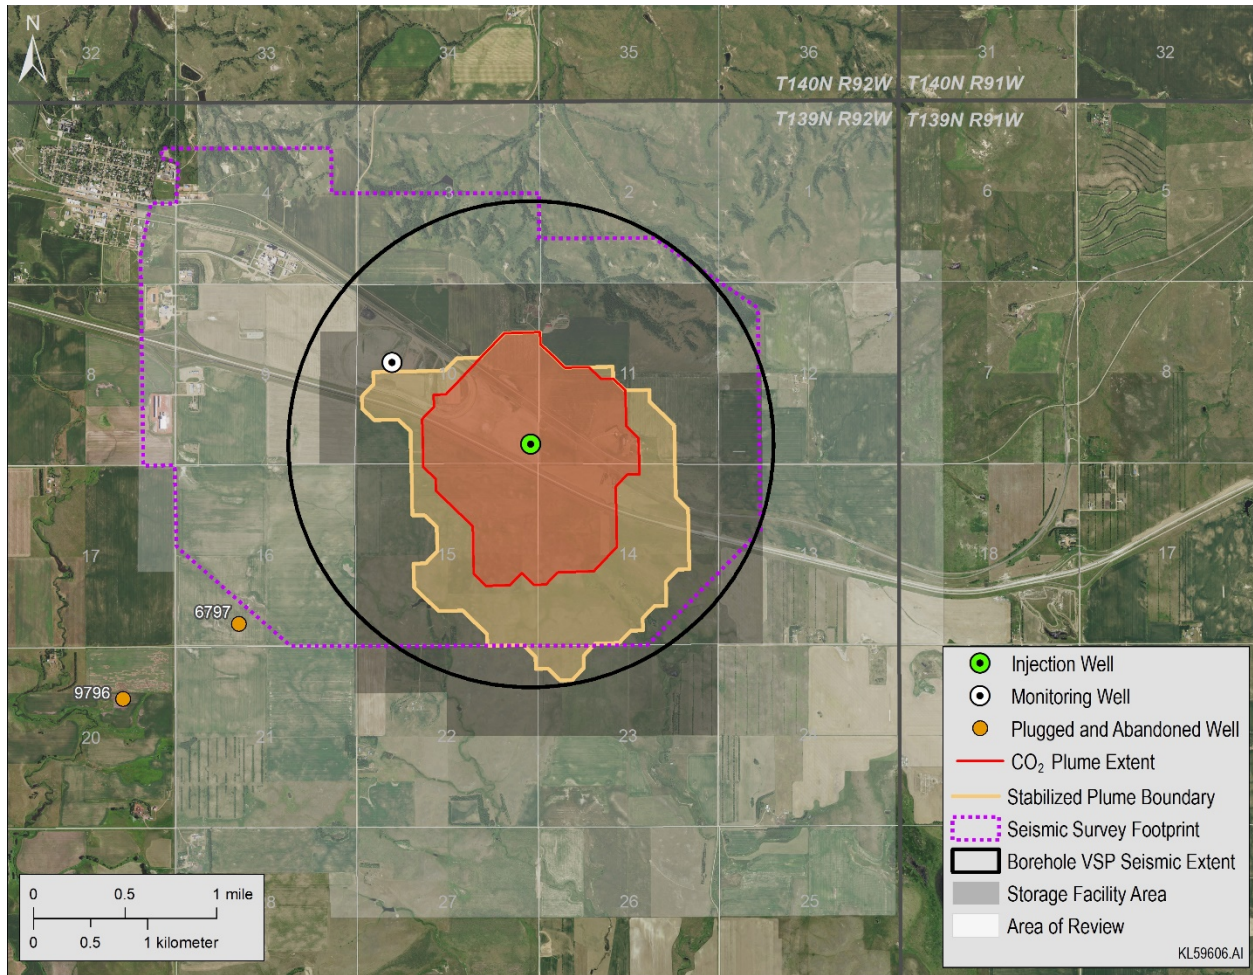 N
32
33
34
35
36
31
32
T140N R92W
T140N R91W
T139N R92W
T139N R91W
4
3
2
1
6
5
8
9
10
11
12
7
8
17
16
15
14
13
18
17
6797
9796
20
21
22
23
24
27
26
25
Injection Well
Monitoring Well
Plugged and Abandoned Well
CO₂ Plume Extent
Stabilized Plume Boundary
Seismic Survey Footprint
Borehole VSP Seismic Extent
Storage Facility Area
Area of Review
KL59606.AI
0 0.5 1 mile
0 0.5 1 kilometer